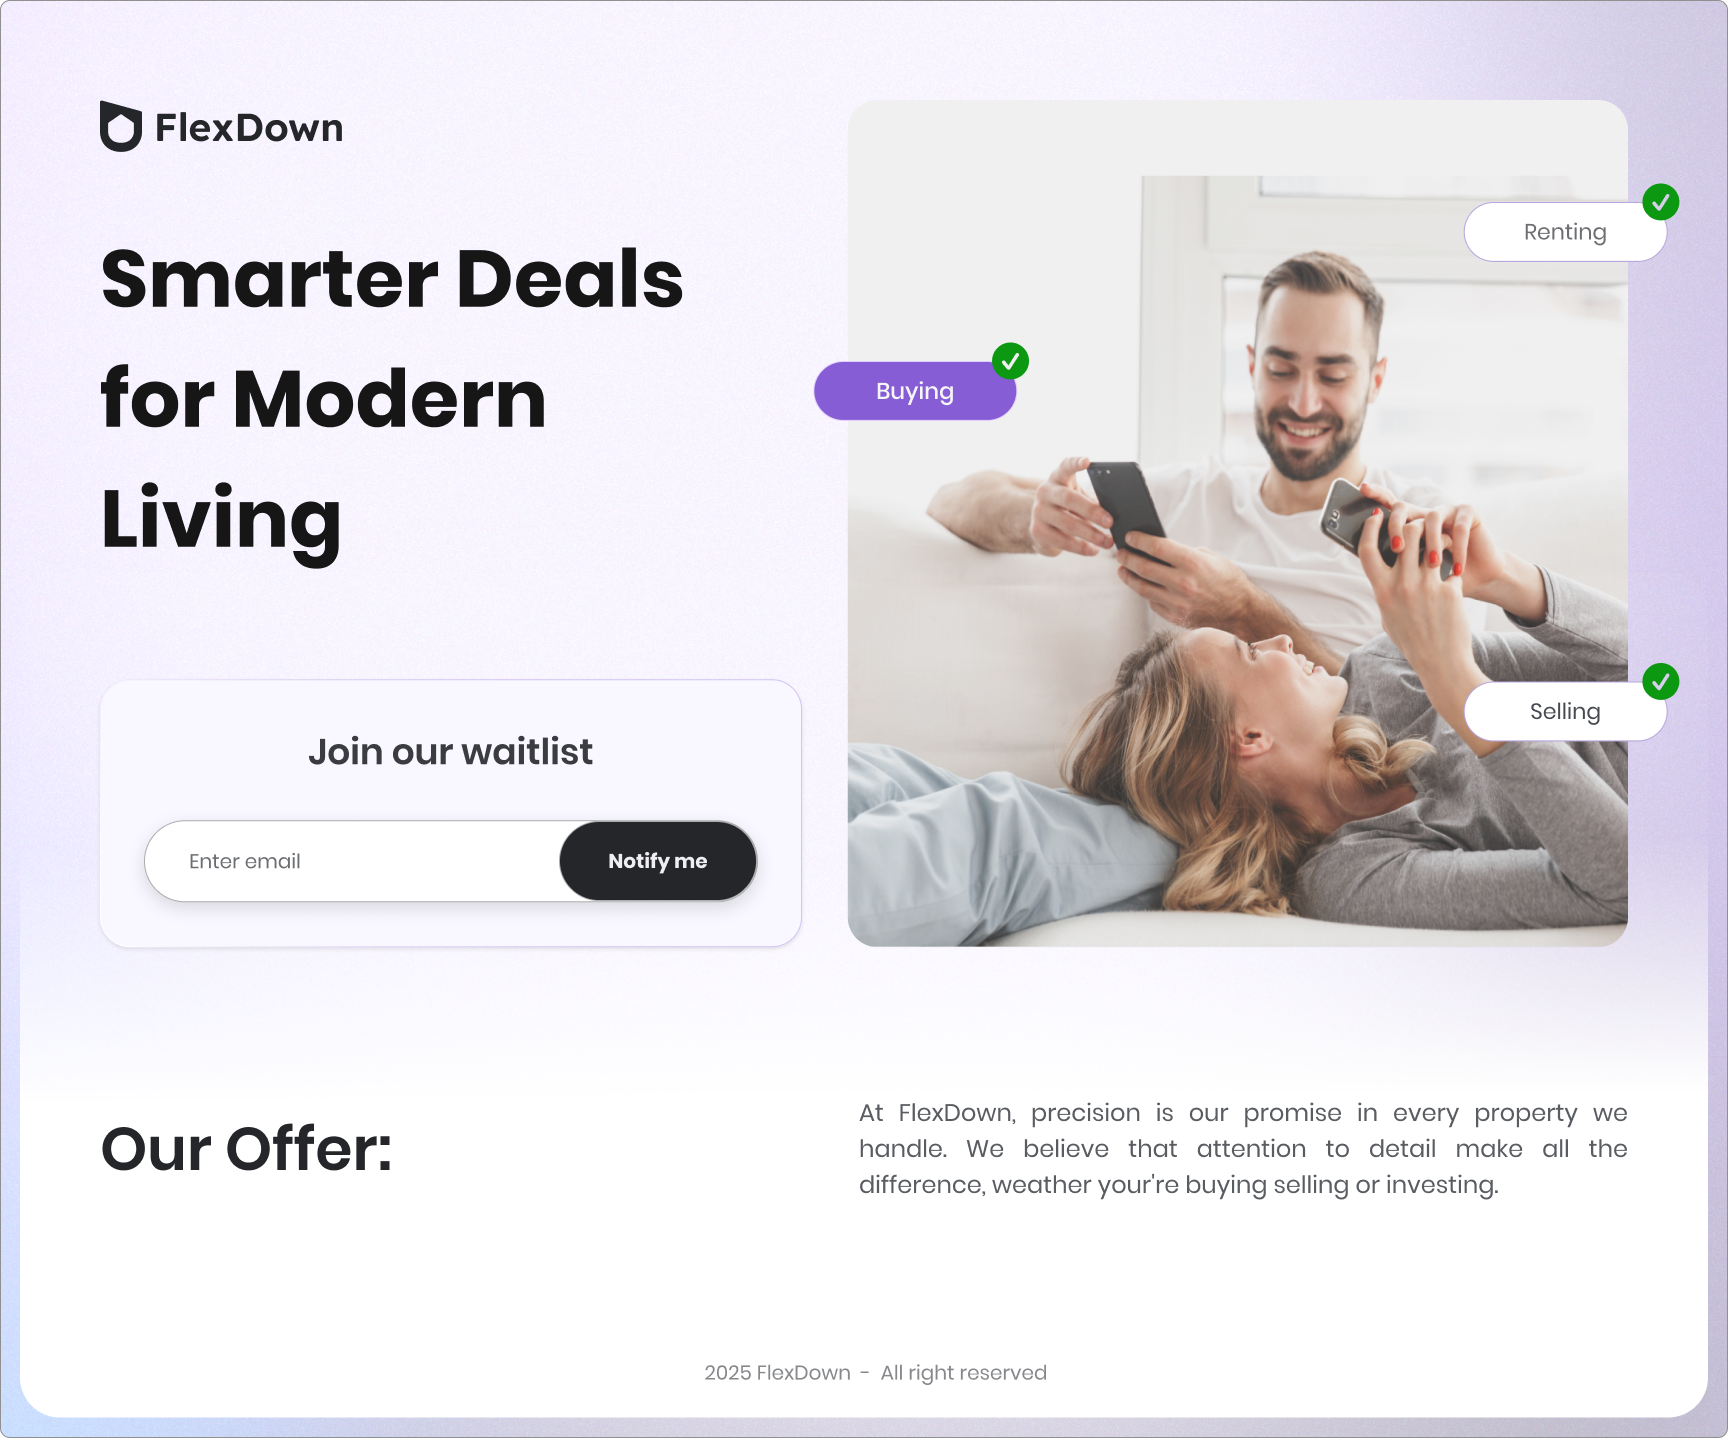 FlexDown
Smarter Deals
for Modern
Living
Renting
Buying
Selling
Join our waitlist
Enter email
Notify me
Our Offer:
At FlexDown, precision is our promise in every property we
handle. We believe that attention to detail make all the
difference, weather your're buying selling or investing.
2025 FlexDown - All right reserved